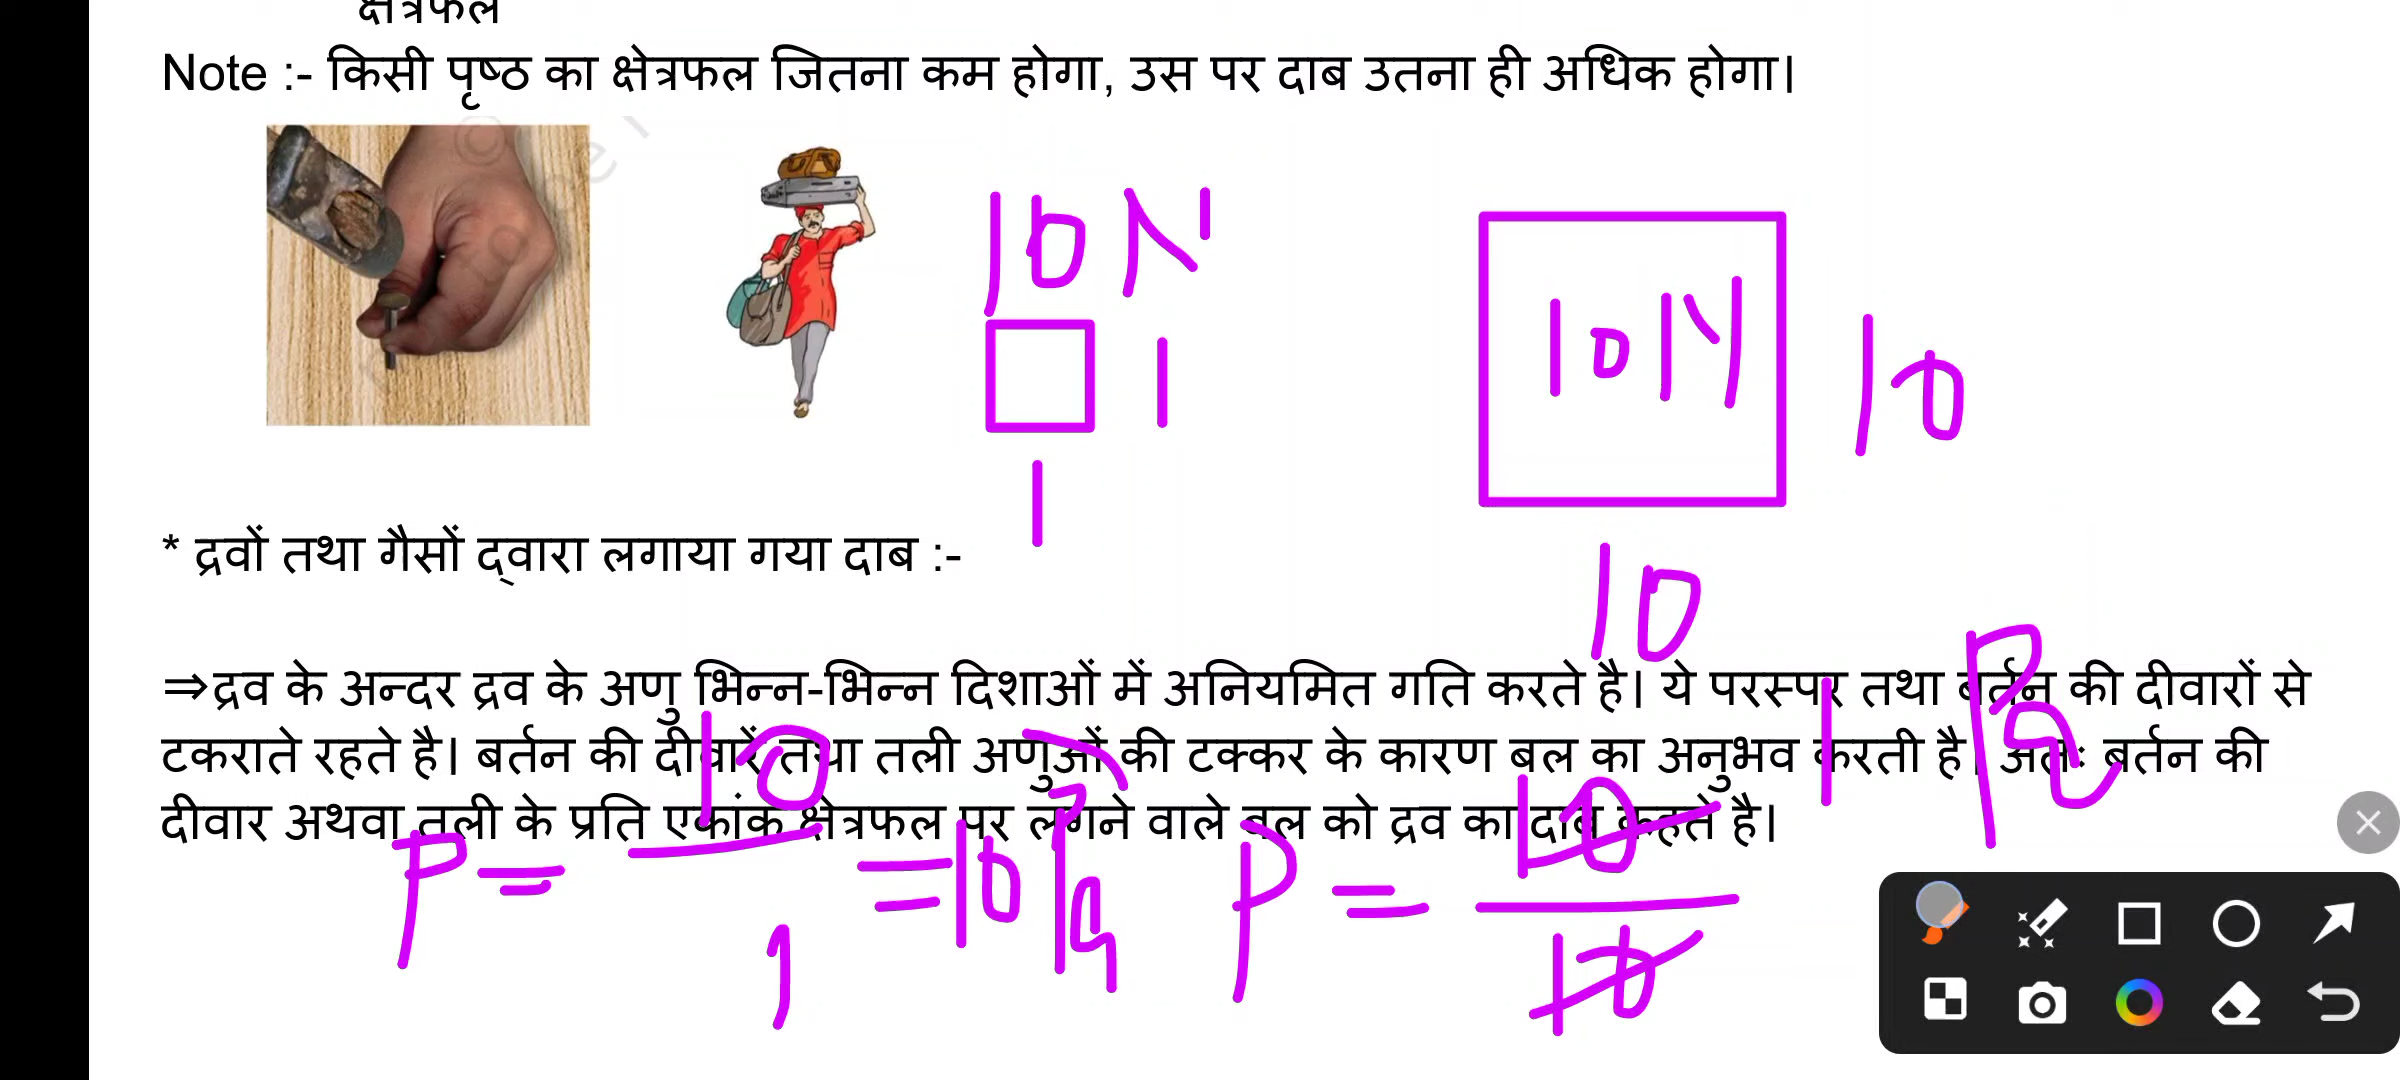 क्षेत्रफल
Note :- किसी पृष्ठ का क्षेत्रफल जितना कम होगा, उस पर दाब उतना ही अधिक होगा।
10 N
1
1
10 N
10
10
* द्रवों तथा गैसों द्वारा लगाया गया दाब :-
⇒द्रव के अन्दर द्रव के अणु भिन्न-भिन्न दिशाओं में अनियमित गति करते है। ये परस्पर तथा बर्तन की दीवारों से
टकराते रहते है। बर्तन की दीवारें तथा तली अणुओं की टक्कर के कारण बल का अनुभव करती है। अतः बर्तन की
दीवार अथवा तली के प्रति एकांक क्षेत्रफल पर लगने वाले बल को द्रव का दाब कहते है।
P = 10/1 = 10 Pa
P = 10/10
1 Pa